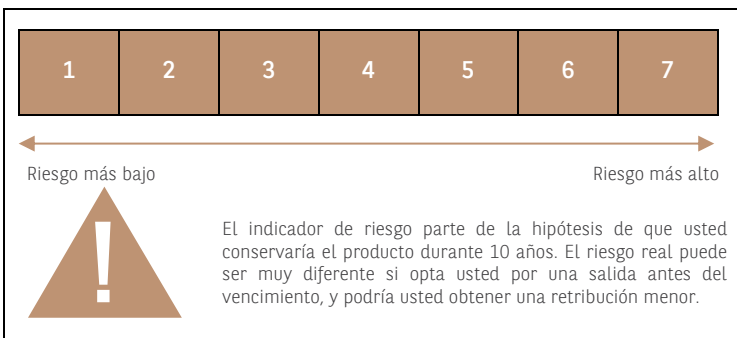 1 2 3 4 5 6 7
Riesgo más bajo Riesgo más alto
!
El indicador de riesgo parte de la hipótesis de que usted
conservaría el producto durante 10 años. El riesgo real puede
ser muy diferente si opta usted por una salida antes del
vencimiento, y podría usted obtener una retribución menor.